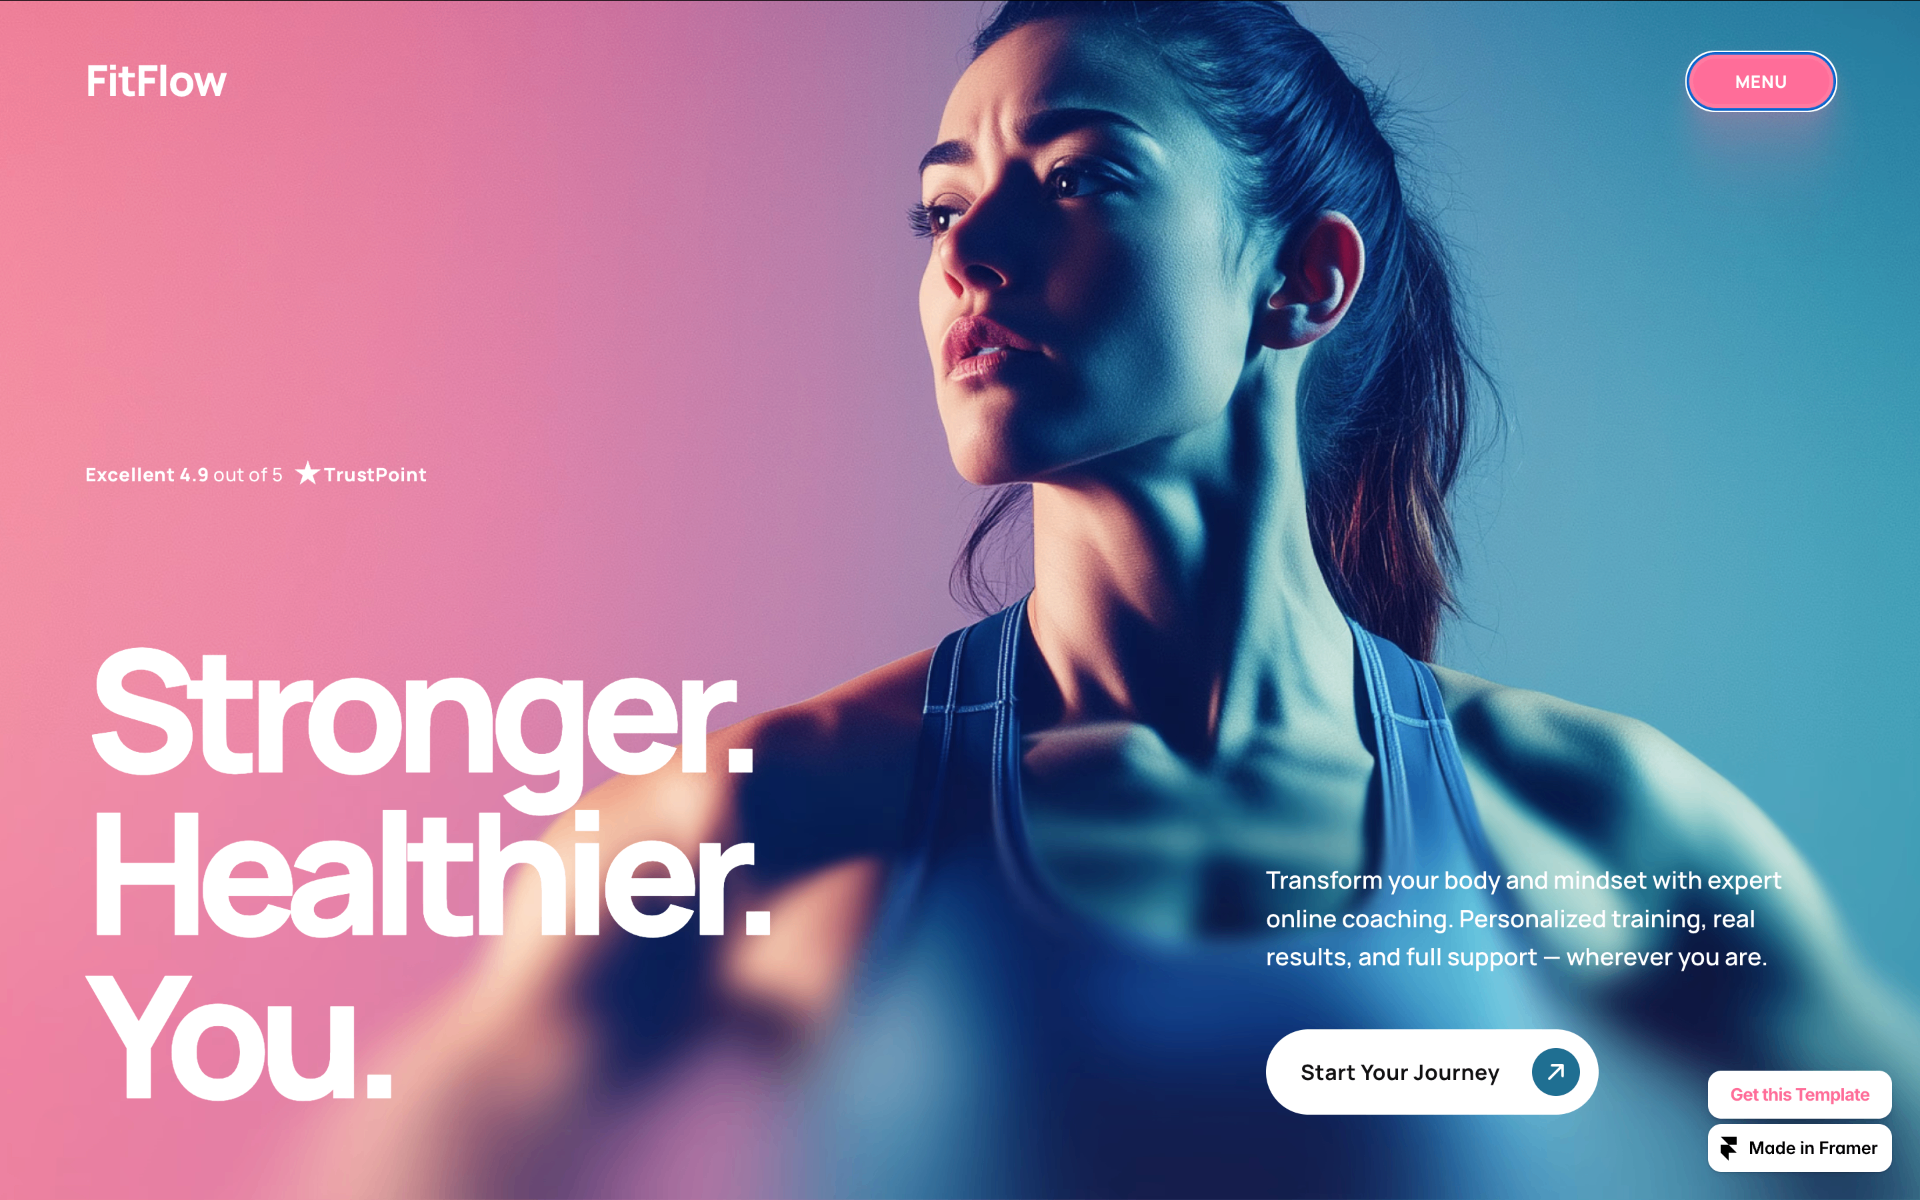 FitFlow
MENU
Excellent 4.9 out of 5 ★ TrustPoint
Stronger.
Healthier.
You.
Transform your body and mindset with expert
online coaching. Personalized training, real
results, and full support — wherever you are.
Start Your Journey
Get this Template
Made in Framer